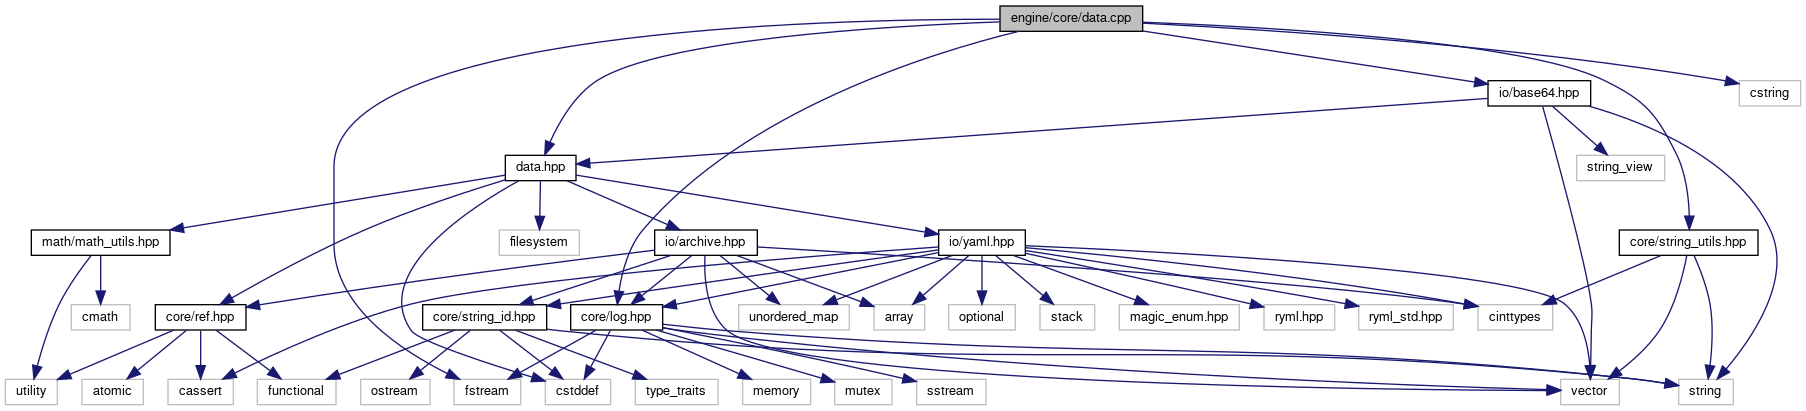 engine/core/data.cpp
io/base64.hpp
cstring
data.hpp
string_view
math/math_utils.hpp
filesystem
io/archive.hpp
io/yaml.hpp
core/string_utils.hpp
cmath
core/ref.hpp
core/string_id.hpp
core/log.hpp
unordered_map
array
optional
stack
magic_enum.hpp
ryml.hpp
ryml_std.hpp
cinttypes
utility
atomic
cassert
functional
ostream
fstream
cstddef
type_traits
memory
mutex
sstream
vector
string